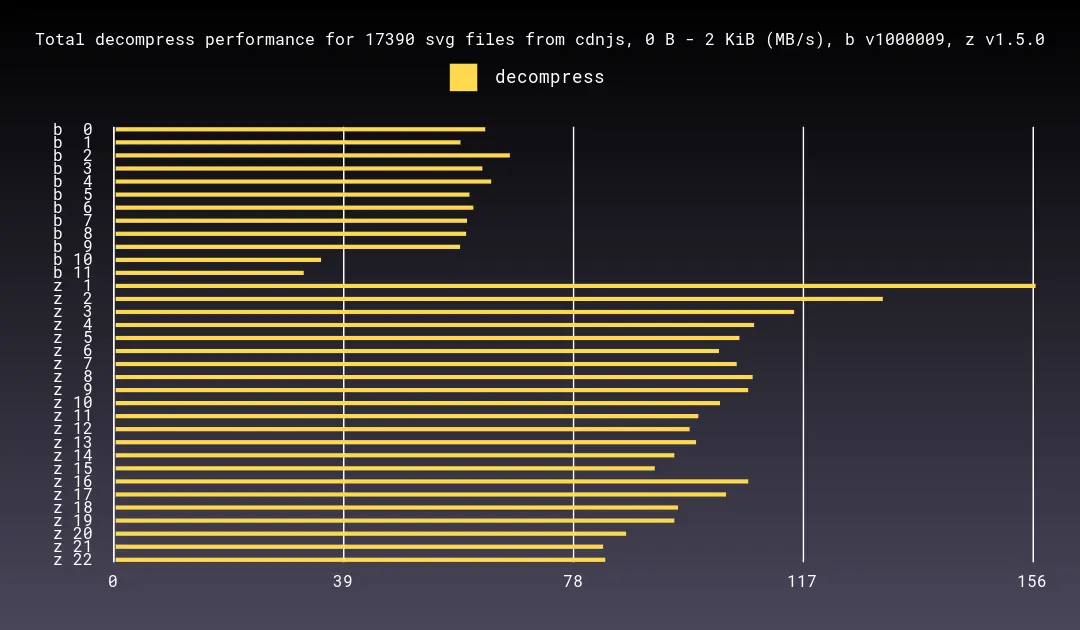 Total decompress performance for 17390 svg files from cdnjs, 0 B - 2 KiB (MB/s), b v1000009, z v1.5.0
decompress
b  0
b  1
b  2
b  3
b  4
b  5
b  6
b  7
b  8
b  9
b 10
b 11
z  1
z  2
z  3
z  4
z  5
z  6
z  7
z  8
z  9
z 10
z 11
z 12
z 13
z 14
z 15
z 16
z 17
z 18
z 19
z 20
z 21
z 22
0 39 78 117 156